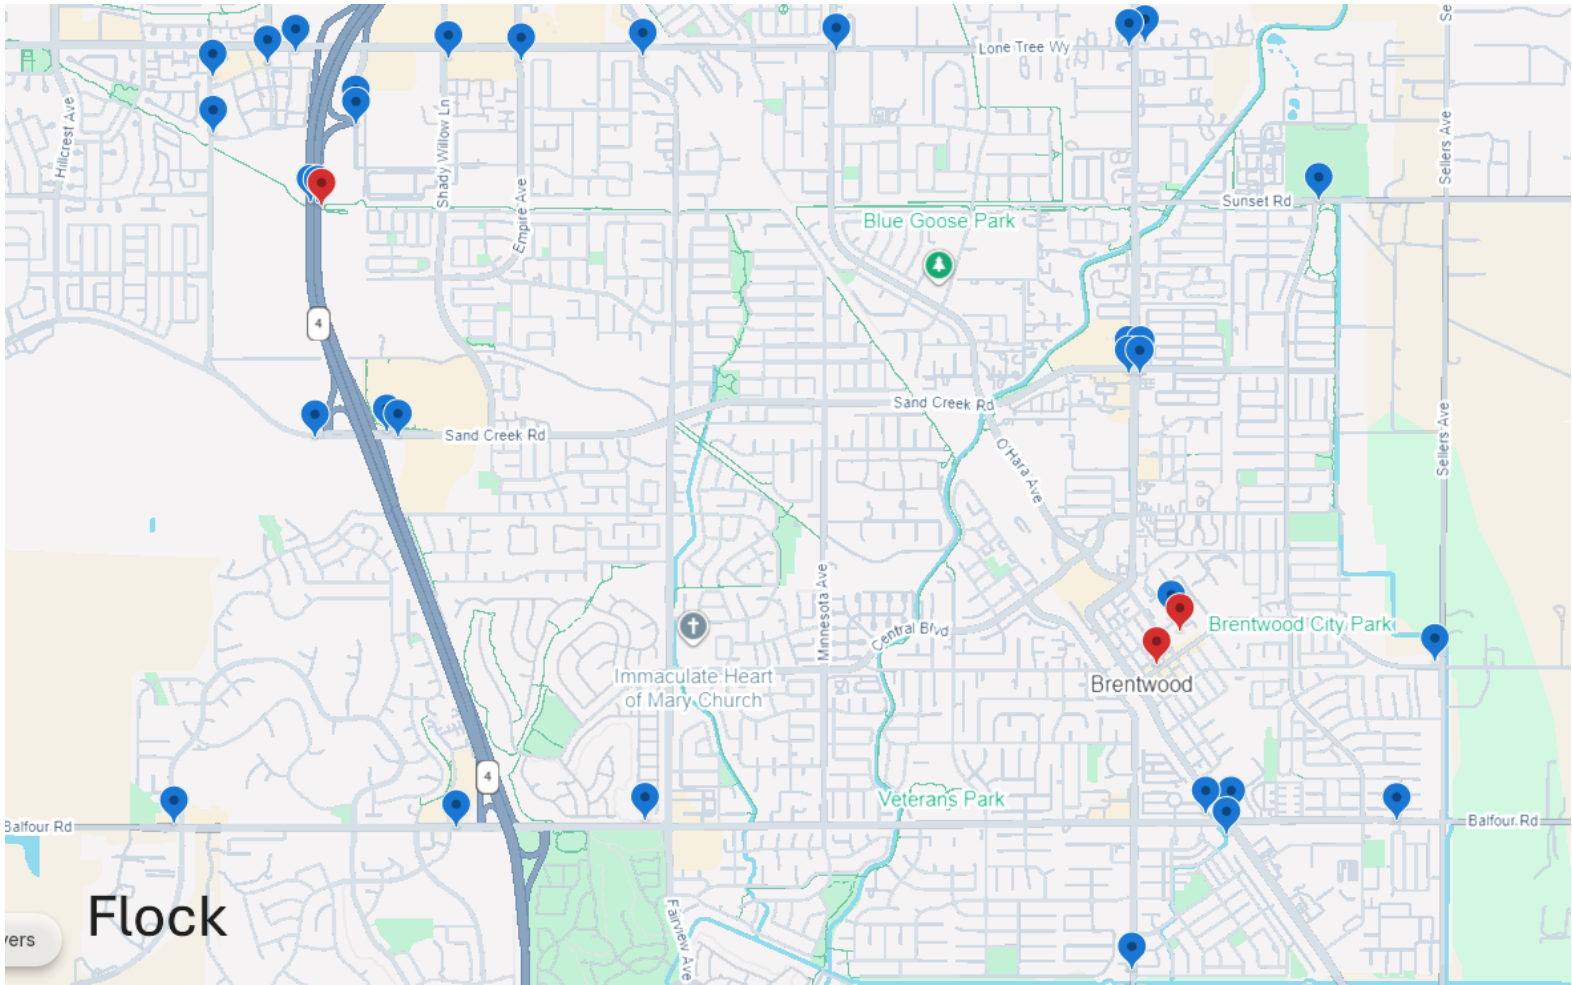 Se
Lone Tree Wy
Hillcrest Ave
Shady Willow Ln
Sellers Ave
Empire Ave
Sunset Rd
Blue Goose Park
4
Sand Creek Rd
Sand Creek Rd
Sellers Ave
O'Hara Ave
Minnesota Ave
Central Blvd
Brentwood City Park
Immaculate Heart
of Mary Church
Brentwood
4
Veterans Park
Balfour Rd
Balfour Rd
Flock
Fairview Ave
yers